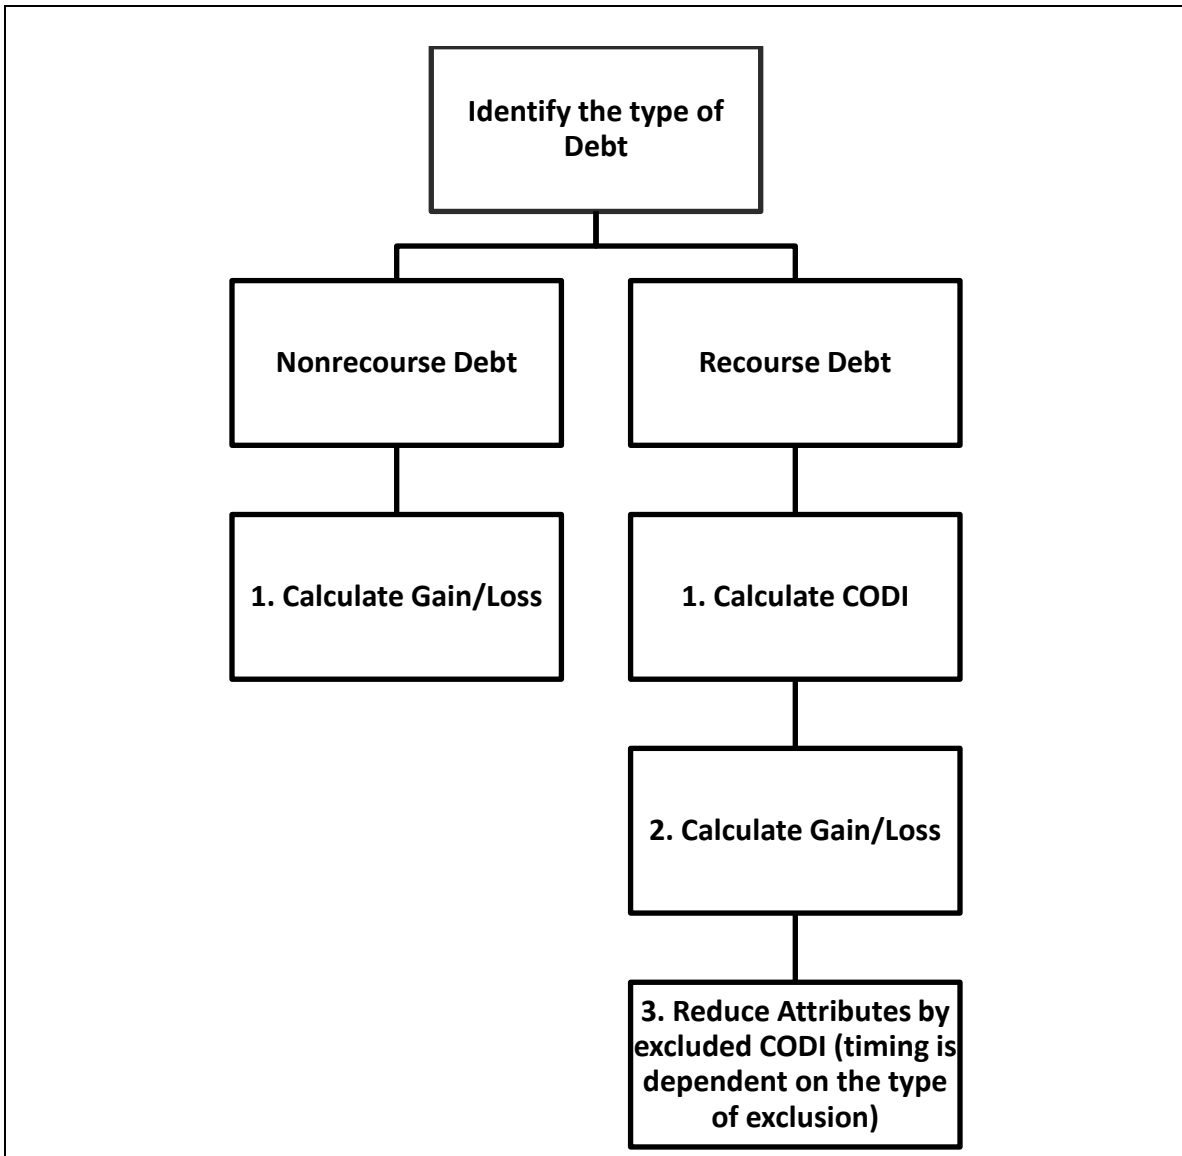 Identify the type of
Debt
Nonrecourse Debt
Recourse Debt
1. Calculate Gain/Loss
1. Calculate CODI
2. Calculate Gain/Loss
3. Reduce Attributes by
excluded CODI (timing is
dependent on the type
of exclusion)